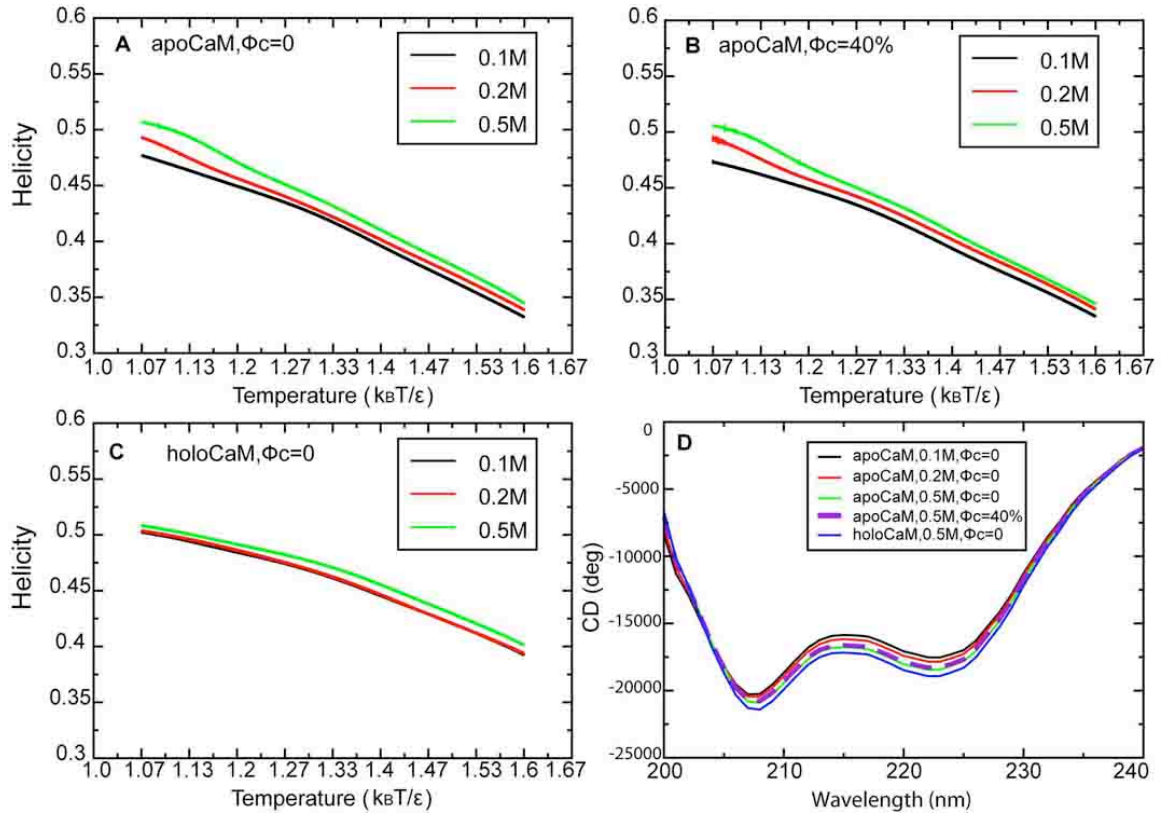 A apoCaM,Φc=0
0.1M
0.2M
0.5M
0.6
0.55
0.5
0.45
0.4
0.35
0.3
Helicity
1.0 1.07 1.13 1.2 1.27 1.33 1.4 1.47 1.53 1.6 1.67
Temperature (kBT/ε)
B apoCaM,Φc=40%
0.1M
0.2M
0.5M
0.6
0.55
0.5
0.45
0.4
0.35
0.3
1.0 1.07 1.13 1.2 1.27 1.33 1.4 1.47 1.53 1.6 1.67
Temperature (kBT/ε)
C holoCaM,Φc=0
0.1M
0.2M
0.5M
0.6
0.55
0.5
0.45
0.4
0.35
0.3
Helicity
1.0 1.07 1.13 1.2 1.27 1.33 1.4 1.47 1.53 1.6 1.67
Temperature (kBT/ε)
D
apoCaM,0.1M,Φc=0
apoCaM,0.2M,Φc=0
apoCaM,0.5M,Φc=0
apoCaM,0.5M,Φc=40%
holoCaM,0.5M,Φc=0
0
-5000
-10000
-15000
-20000
-25000
CD (deg)
200 210 220 230 240
Wavelength (nm)